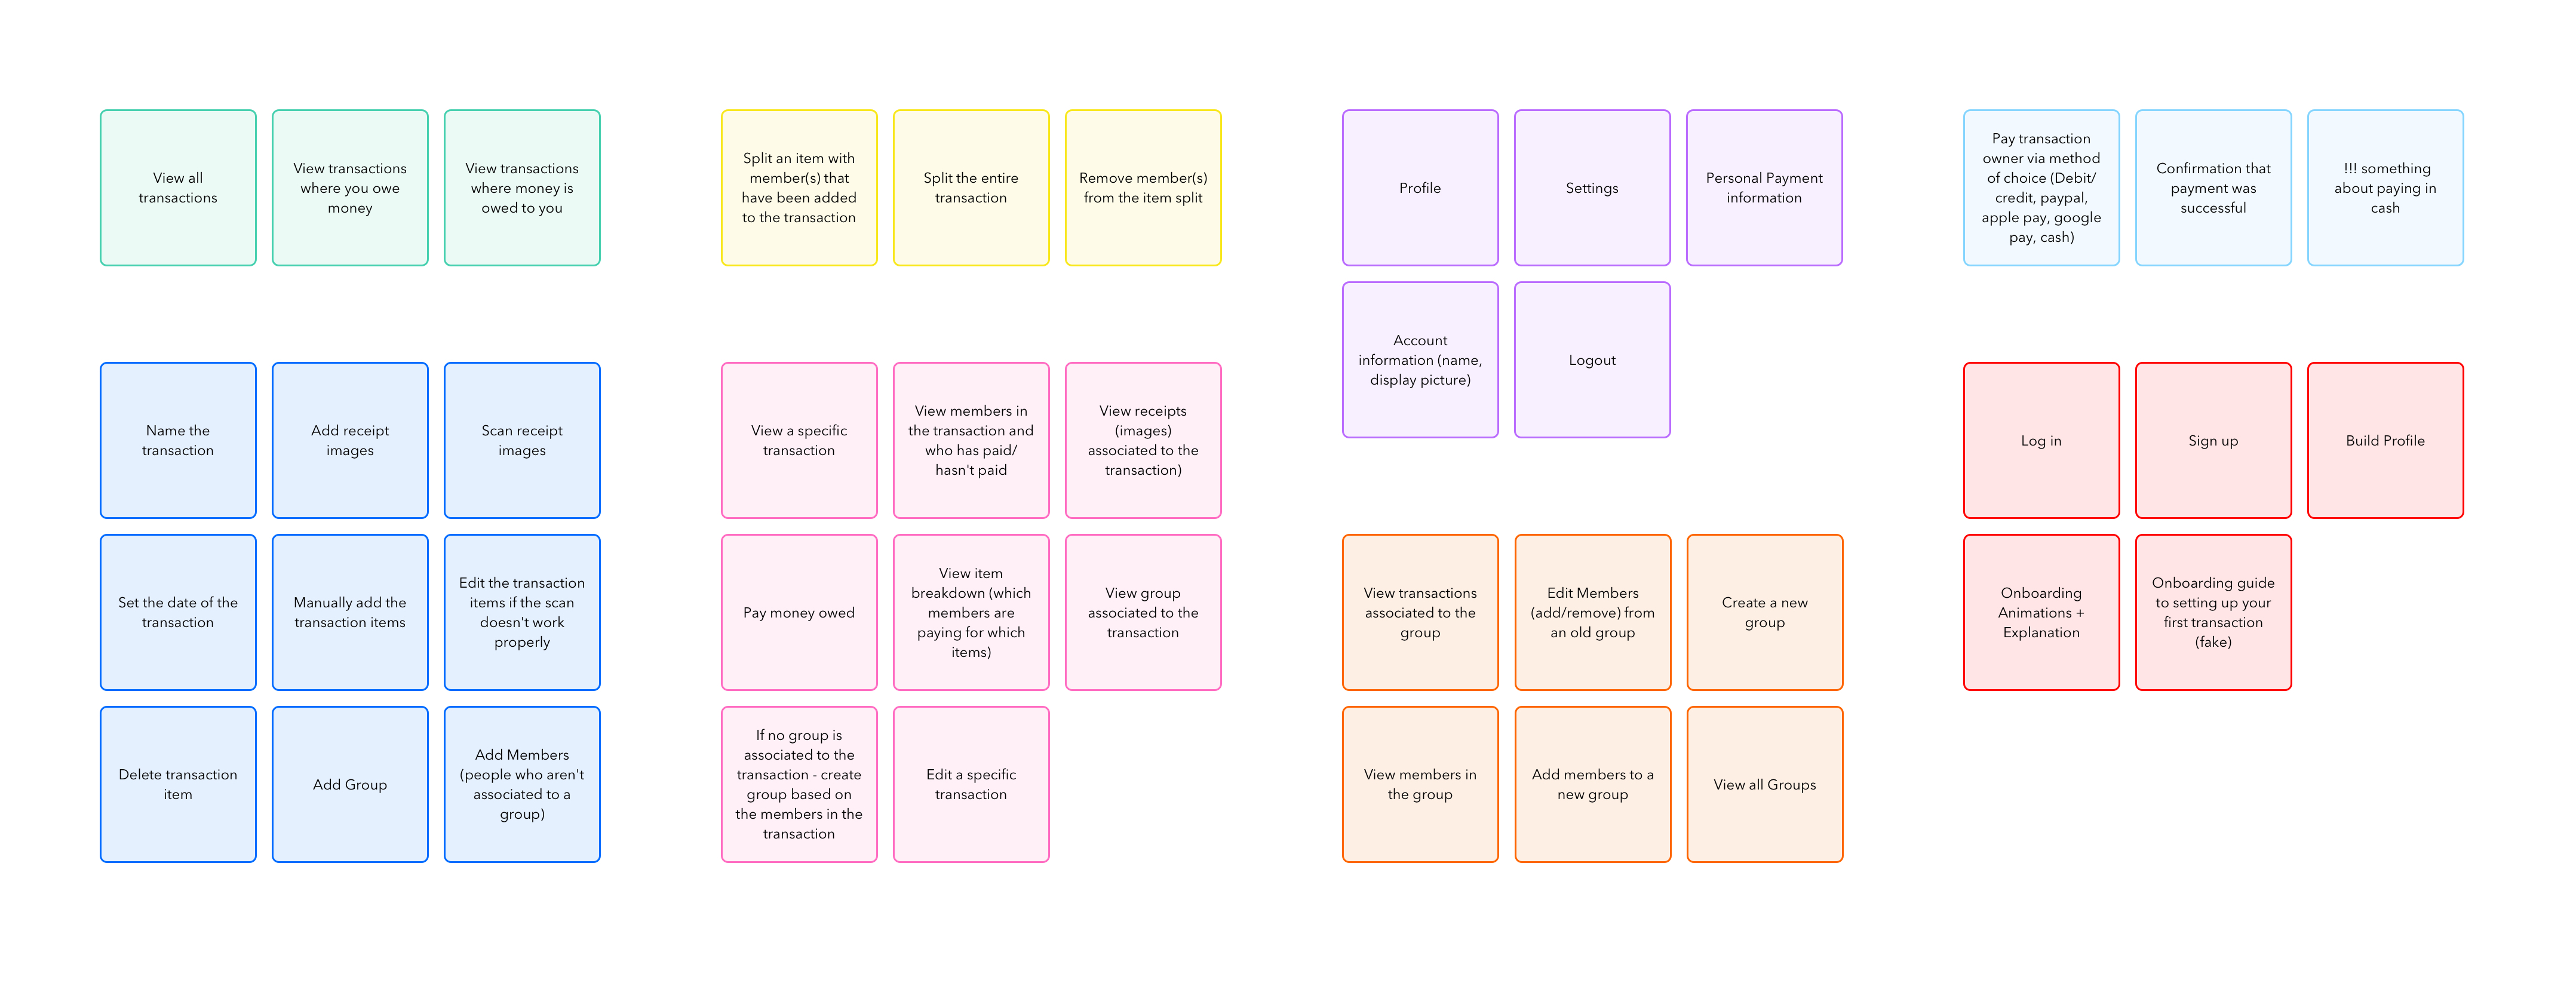 View all
transactions
View transactions
where you owe
money
View transactions
where money is
owed to you
Split an item with
member(s) that
have been added
to the transaction
Split the entire
transaction
Remove member(s)
from the item split
Profile
Settings
Personal Payment
information
Account
information (name,
display picture)
Logout
Pay transaction
owner via method
of choice (Debit/
credit, paypal,
apple pay, google
pay, cash)
Confirmation that
payment was
successful
!!! something
about paying in
cash
Name the
transaction
Add receipt
images
Scan receipt
images
Set the date of the
transaction
Manually add the
transaction items
Edit the transaction
items if the scan
doesn't work
properly
Delete transaction
item
Add Group
Add Members
(people who aren't
associated to a
group)
View a specific
transaction
View members in
the transaction and
who has paid/
hasn't paid
View receipts
(images)
associated to the
transaction)
Pay money owed
View item
breakdown (which
members are
paying for which
items)
View group
associated to the
transaction
If no group is
associated to the
transaction - create
group based on
the members in the
transaction
Edit a specific
transaction
View transactions
associated to the
group
Edit Members
(add/remove) from
an old group
Create a new
group
View members in
the group
Add members to a
new group
View all Groups
Log in
Sign up
Build Profile
Onboarding
Animations +
Explanation
Onboarding guide
to setting up your
first transaction
(fake)